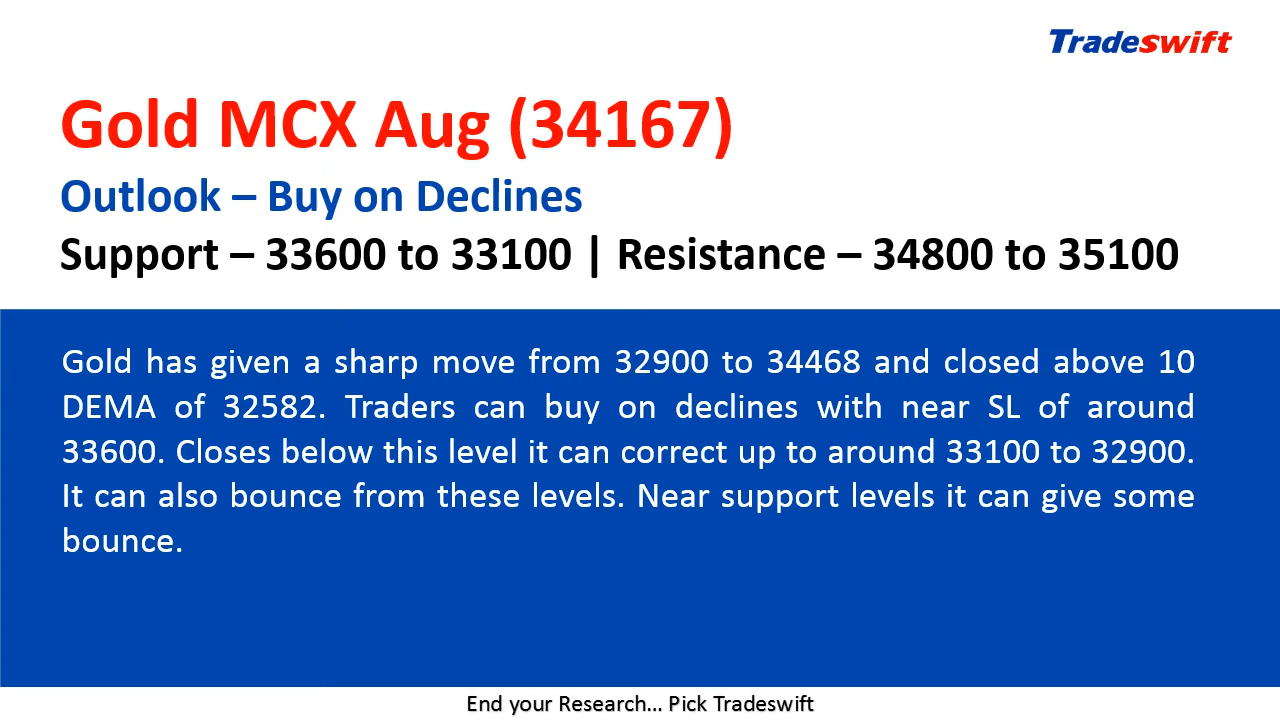 Tradeswift
Gold MCX Aug (34167)
Outlook – Buy on Declines
Support – 33600 to 33100 | Resistance – 34800 to 35100
Gold has given a sharp move from 32900 to 34468 and closed above 10
DEMA of 32582. Traders can buy on declines with near SL of around
33600. Closes below this level it can correct up to around 33100 to 32900.
It can also bounce from these levels. Near support levels it can give some
bounce.
End your Research... Pick Tradeswift